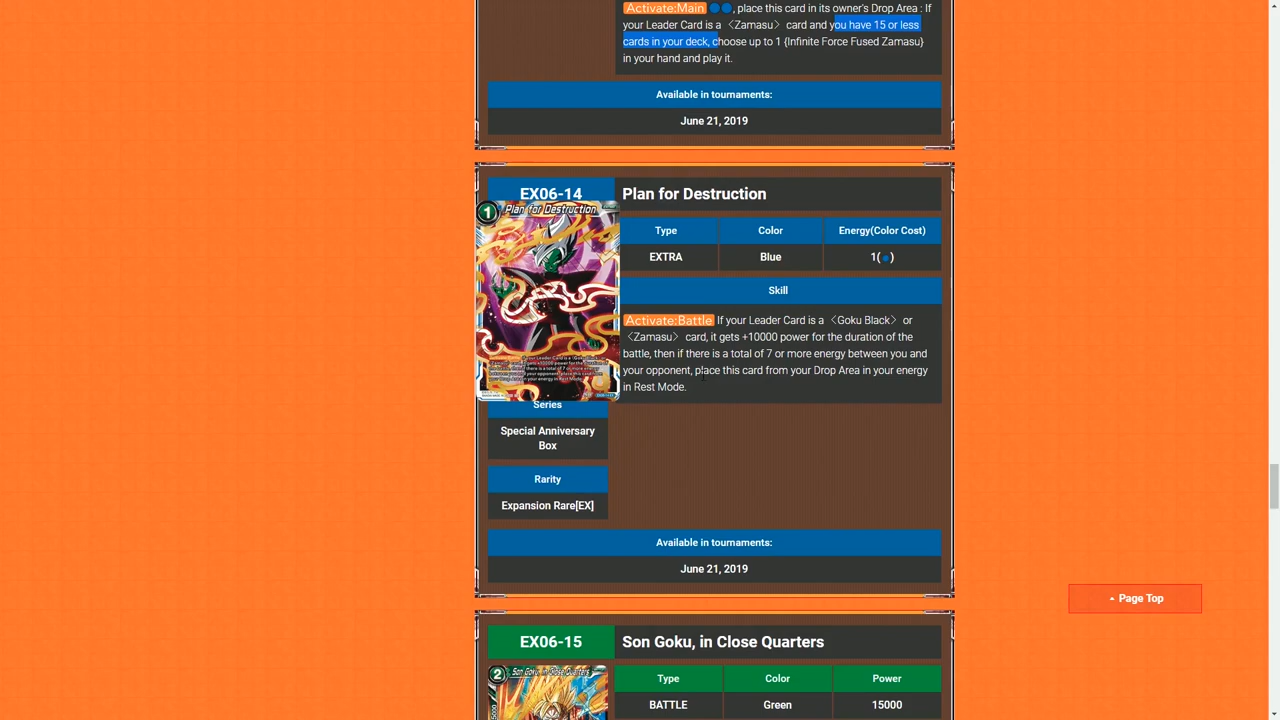 Activate:Main , place this card in its owner's Drop Area : If
your Leader Card is a 〈Zamasu〉 card and you have 15 or less
cards in your deck, choose up to 1 {Infinite Force Fused Zamasu}
in your hand and play it.
Available in tournaments:
June 21, 2019
EX06-14
Plan for Destruction
1
Plan for Destruction
Type
Color
Energy(Color Cost)
EXTRA
Blue
1( )
Skill
Activate:Battle If your Leader Card is a 〈Goku Black〉 or
〈Zamasu〉 card, it gets +10000 power for the duration of the
battle, then if there is a total of 7 or more energy between you and
your opponent, place this card from your Drop Area in your energy
in Rest Mode.
Series
Special Anniversary
Box
Rarity
Expansion Rare[EX]
Available in tournaments:
June 21, 2019
Page Top
EX06-15
Son Goku, in Close Quarters
2
Son Goku, in Close Quarters
15000
Type
Color
Power
BATTLE
Green
15000